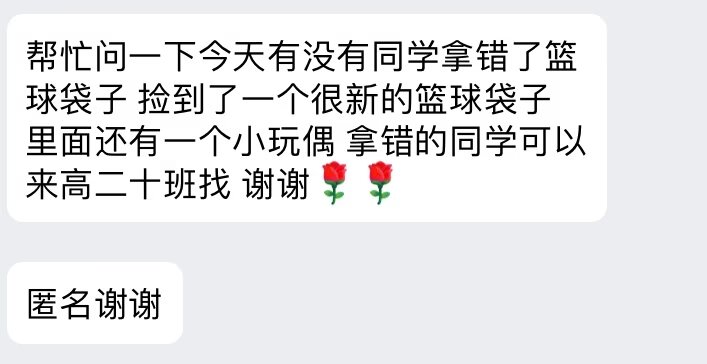 帮忙问一下今天有没有同学拿错了篮
球袋子 捡到了一个很新的篮球袋子
里面还有一个小玩偶 拿错的同学可以
来高二十班找 谢谢🌹🌹
匿名谢谢